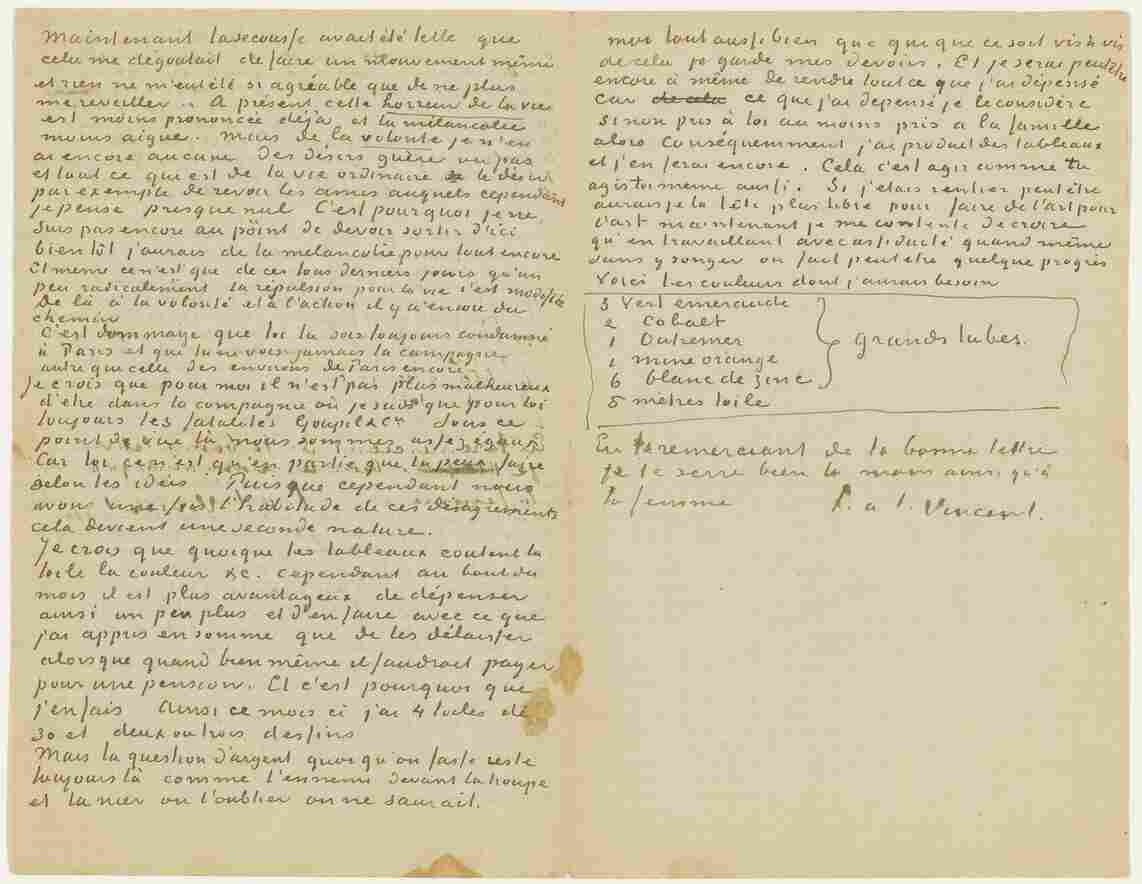 Maintenant la secousse avait été telle que
cela me dégoutait de faire un mouvement même
et rien ne m'eut été si agréable que de ne plus
me reveiller. A présent cette horreur de la vie
est moins prononcée déjà et la mélancolie
moins aigue. Mais de la volonté je n'en
ai encore aucune des désirs guère ou pas
et tout ce qui est de la vie ordinaire le désir
par exemple de revoir les amis auxquels cependant
je pense presque nul C'est pourquoi je ne
suis pas encore au point de devoir sortir d'ici
bientôt j'aurais de la melancolie pour tout encore
Et meme ce n'est que de ces tous derniers jours qu'un
peu radicalement la répulsion pour la vie s'est modifiée
De là à la volonté et à l'action il y a encore du
chemin
C'est dommage que toi tu sois toujours condamné
à Paris et que tu ne vois jamais la campagne
autre que celle des environs de Paris encore
Je crois que pour moi il n'est pas plus malheureux
d'être dans la compagnie où je suis que pour toi
toujours les fatalités Goupil & Cie Sous ce
point de vue là nous sommes assez égaux
Car toi ce n'est qu'en partie que tu peux faire
selon tes idées Puisque cependant nous
avons une fois l'habitude de ces désagréments
cela devient une seconde nature.
Je crois que quoique les tableaux coutent la
toile la couleur &c. cependant au bout du
mois il est plus avantageux de dépenser
ainsi un peu plus et d'en faire avec ce que
j'ai appris en somme que de les délaisser
alors que quand bien même il faudrait payer
pour une pension. Et c'est pourquoi que
j'en fais Ainsi ce mois ci j'ai 4 toiles de
30 et deux ou trois dessins
Mais la question d'argent quoi qu'on fasse reste
toujours là comme l'ennemi devant la troupe
et la nier ou l'oublier on ne saurait.
moi tout aussi bien que qui que ce soit vis à vis
de cela je garde mes devoirs. Et je serai peut etre
encore à même de rendre tout ce que j'ai dépensé
car de cela ce que j'ai dépensé je le considère
sinon pris à toi au moins pris a la famille
alors conséquemment j'ai produit des tableaux
et j'en ferai encore. Cela c'est agir comme tu
agis toi meme aussi. Si j'etais rentier peut être
aurais je la tête plus libre pour faire de l'art pour
l'art maintenant je me contente de croire
qu'en travaillant avec assiduité quand même
sans y songer on fait peut etre quelque progrès
Voici les couleurs dont j'aurais besoin
3 Vert emeraude
2 Cobalt
1 Outremer
1 mine orange
6 blanc de zinc
grands tubes.
5 mètres toile
En te remerciant de ta bonne lettre
je te serre bien la main ainsi qu'à
ta femme
t. à t. Vincent.